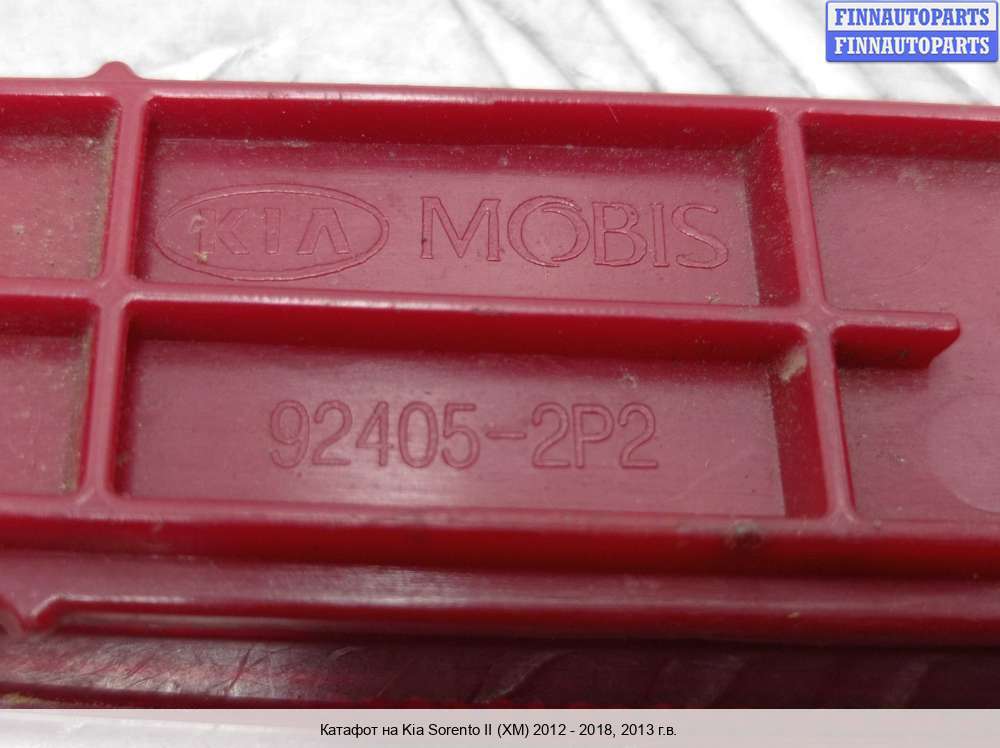 FINNAUTOPARTS
FINNAUTOPARTS
KIA MOBIS
92405-2P2
Катафот на Kia Sorento II (XM) 2012 - 2018, 2013 г.в.